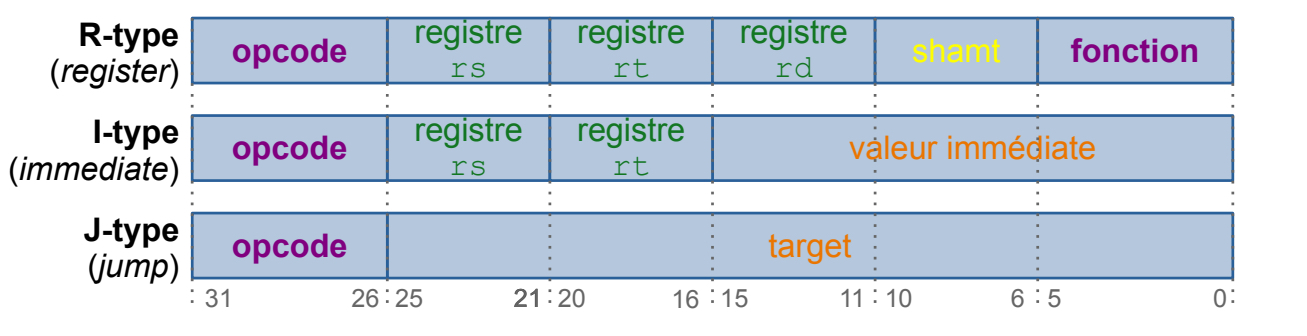 R-type
(register)
opcode
registre
rs
registre
rt
registre
rd
shamt
fonction
I-type
(immediate)
opcode
registre
rs
registre
rt
valeur immédiate
J-type
(jump)
opcode
target
31 26 25 21 20 16 15 11 10 6 5 0